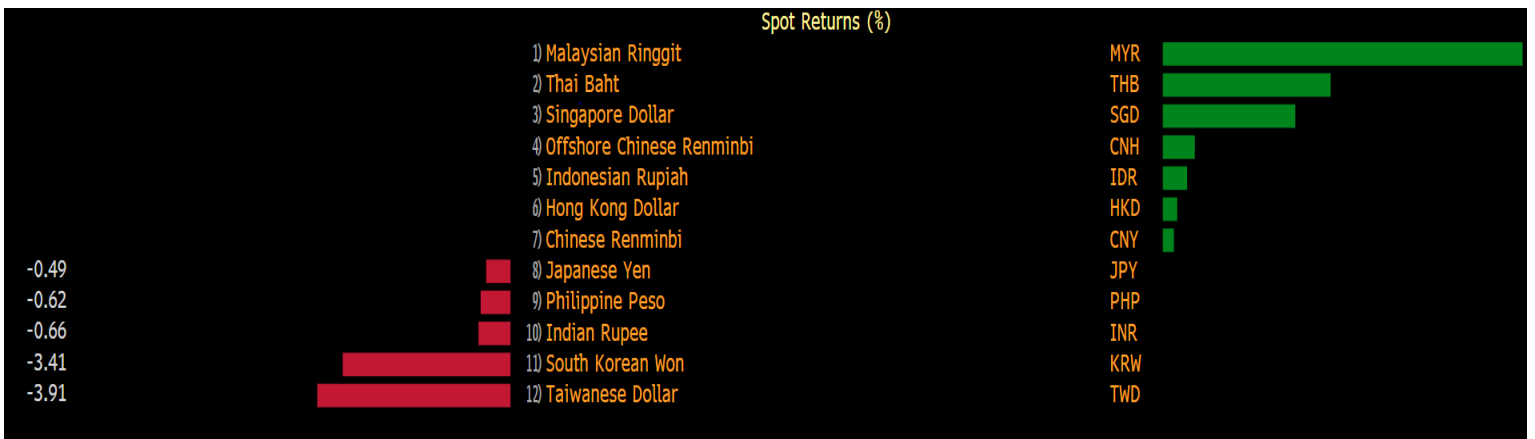 Spot Returns (%)
1) Malaysian Ringgit MYR
2) Thai Baht THB
3) Singapore Dollar SGD
4) Offshore Chinese Renminbi CNH
5) Indonesian Rupiah IDR
6) Hong Kong Dollar HKD
7) Chinese Renminbi CNY
-0.49 8) Japanese Yen JPY
-0.62 9) Philippine Peso PHP
-0.66 10) Indian Rupee INR
-3.41 11) South Korean Won KRW
-3.91 12) Taiwanese Dollar TWD